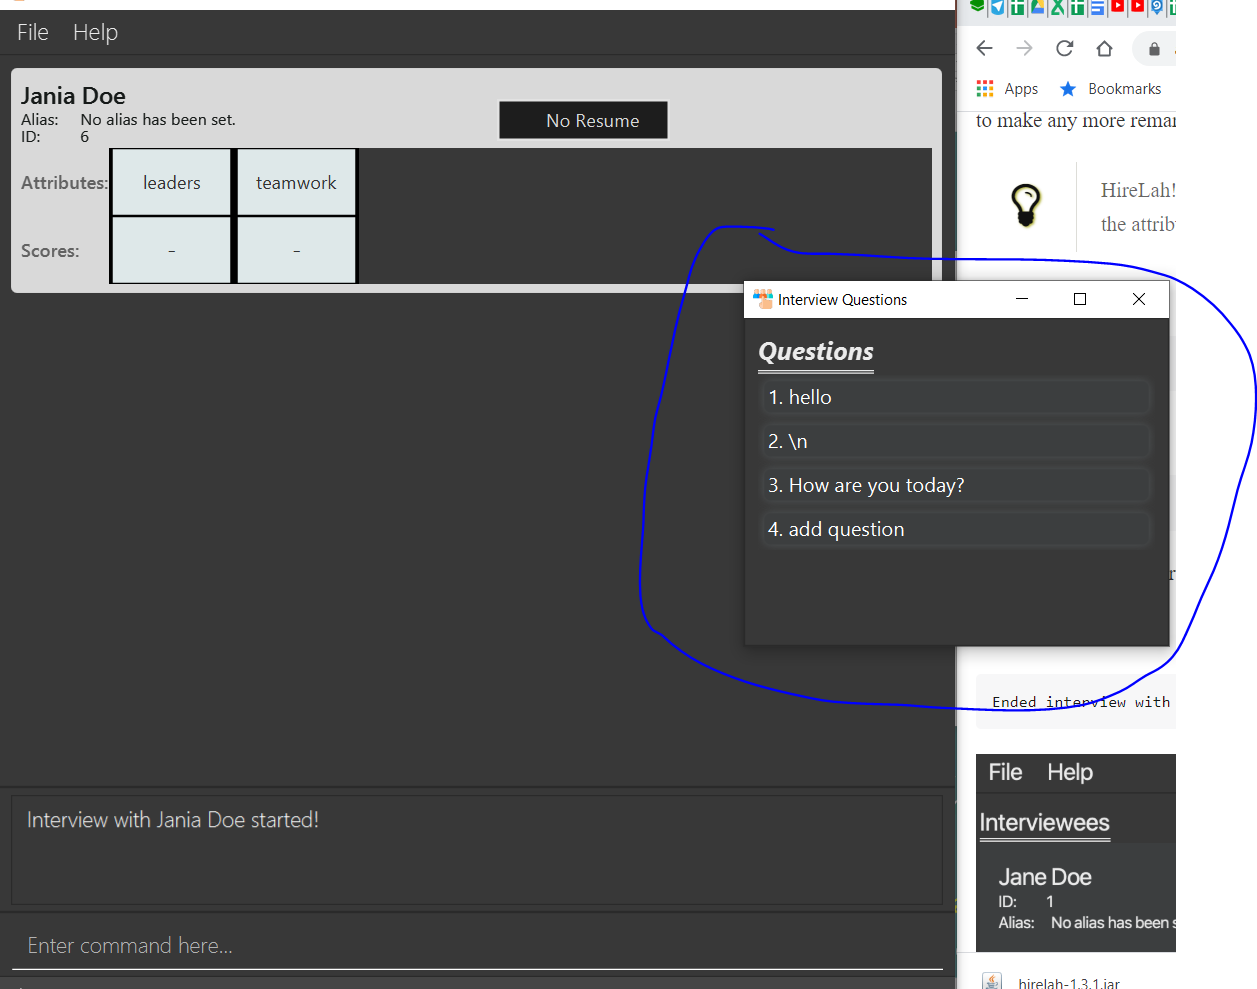 File Help
Jania Doe
Alias: No alias has been set.
ID: 6
No Resume
Attributes: leaders teamwork
Scores: - -
Interview with Jania Doe started!
Enter command here...
Interview Questions
Questions
1. hello
2. \n
3. How are you today?
4. add question
Apps Bookmarks
to make any more remar
HireLah!
the attrib
Ended interview with
File Help
Interviewees
Jane Doe
ID: 1
Alias: No alias has been s
hirelah-1.3.1.jar